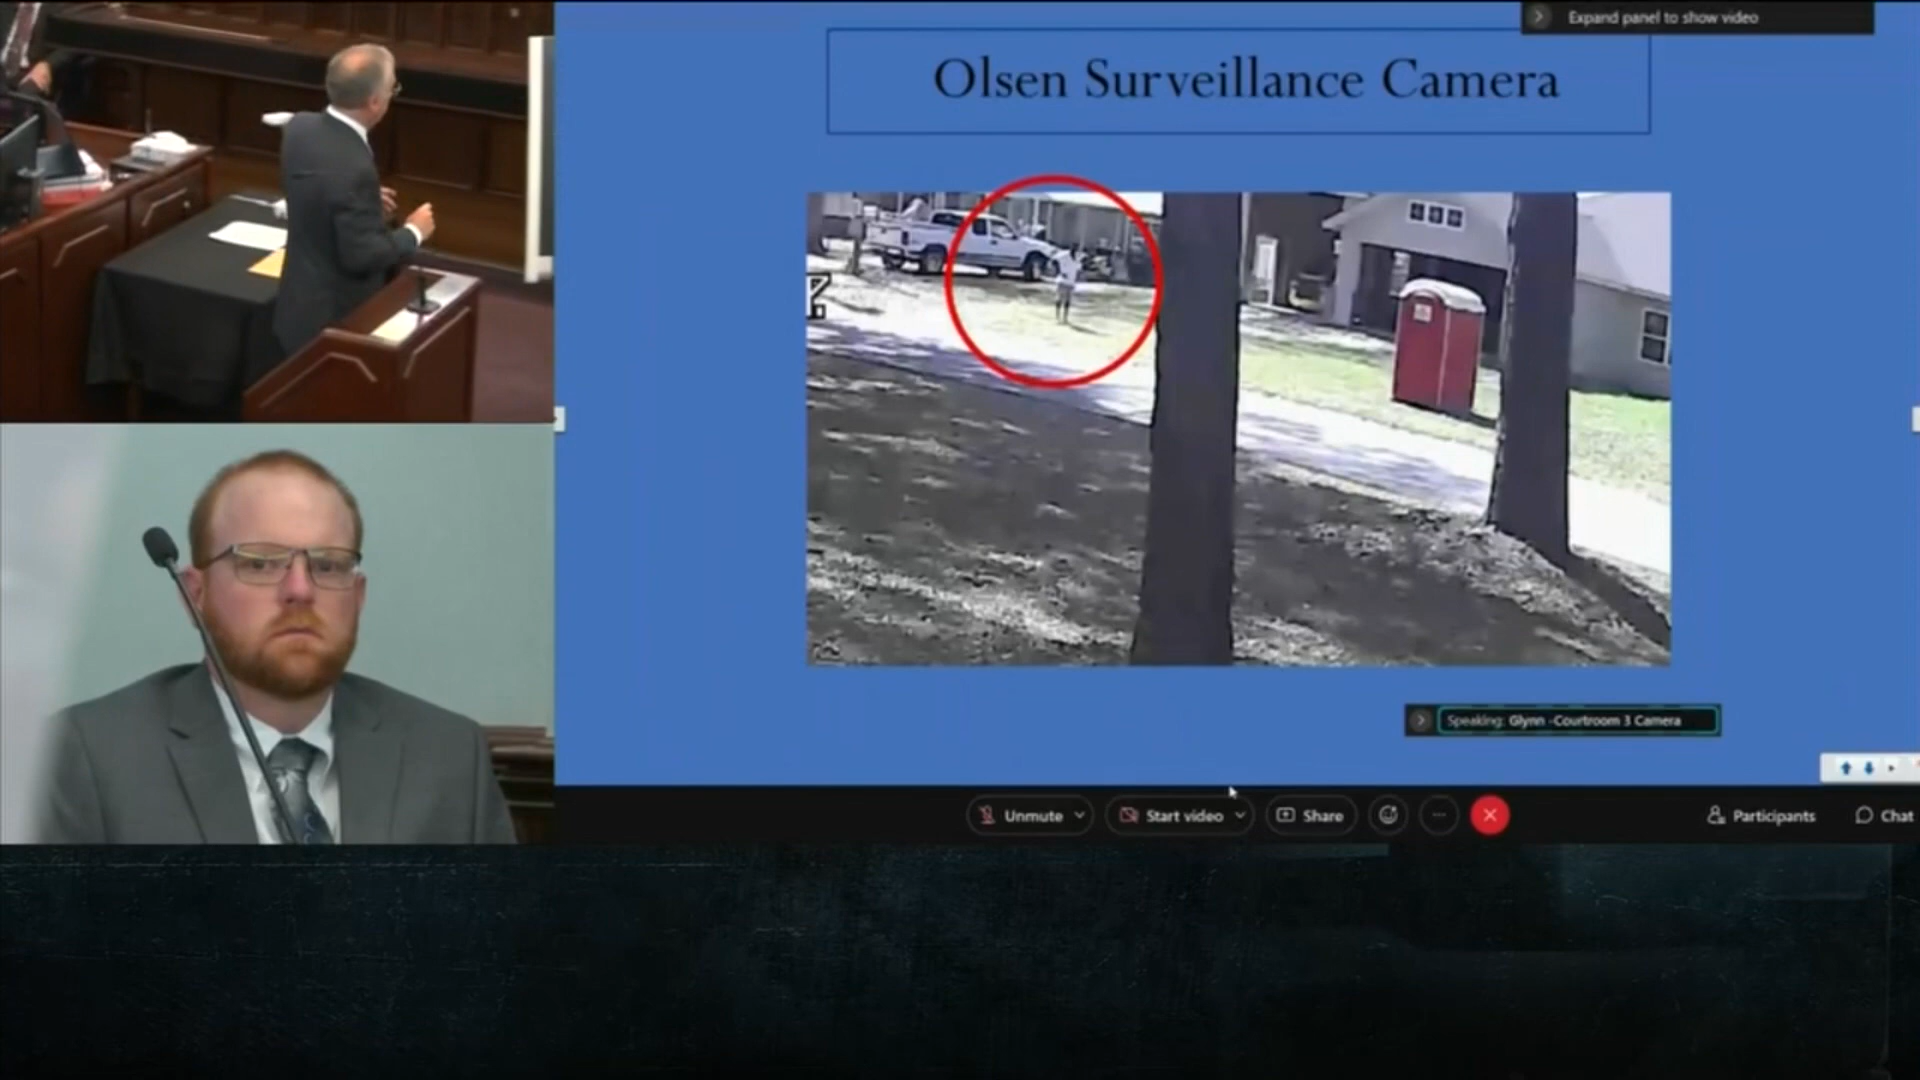 Expand panel to show video
Olsen Surveillance Camera
Speaking: Glynn -Courtroom 3 Camera
Unmute
Start video
Share
Participants
Chat